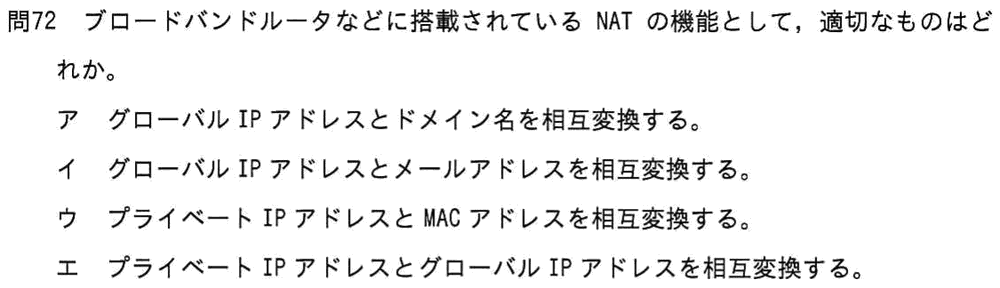 問72　ブロードバンドルータなどに搭載されている NAT の機能として，適切なものはど
れか。
ア　グローバル IP アドレスとドメイン名を相互変換する。
イ　グローバル IP アドレスとメールアドレスを相互変換する。
ウ　プライベート IP アドレスと MAC アドレスを相互変換する。
エ　プライベート IP アドレスとグローバル IP アドレスを相互変換する。